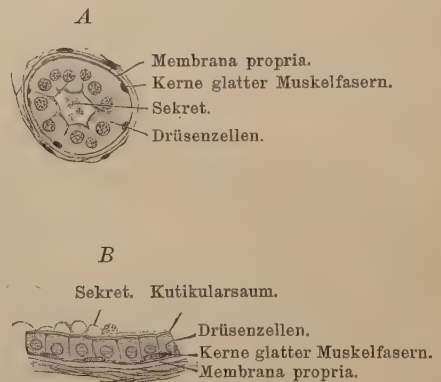 A
Membrana propria.
Kerne glatter Muskelfasern.
Sekret.
Drüsenzellen.
B
Sekret. Kutikularsaum.
Drüsenzellen.
Kerne glatter Muskelfasern.
Membrana propria.